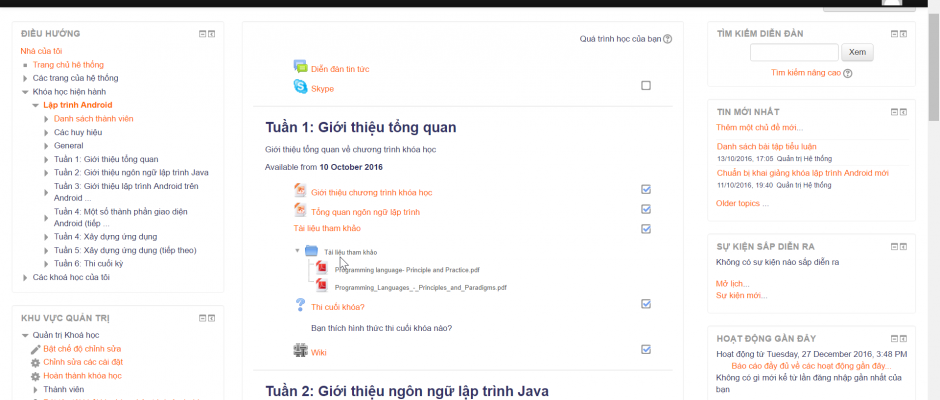 ĐIỀU HƯỚNG
Nhà của tôi
Trang chủ hệ thống
Các trang của hệ thống
Khóa học hiện hành
Lập trình Android
Danh sách thành viên
Các huy hiệu
General
Tuần 1: Giới thiệu tổng quan
Tuần 2: Giới thiệu ngôn ngữ lập trình Java
Tuần 3: Giới thiệu lập trình Android trên
Android ...
Tuần 4: Một số thành phần giao diện
Android (tiếp ...
Tuần 4: Xây dựng ứng dụng
Tuần 5: Xây dựng ứng dụng (tiếp theo)
Tuần 6: Thi cuối kỳ
Các khoá học của tôi
KHU VỰC QUẢN TRỊ
Quản trị Khoá học
Bật chế độ chỉnh sửa
Chỉnh sửa các cài đặt
Hoàn thành khóa học
Thành viên
Quá trình học của bạn
Diễn đàn tin tức
Skype
Tuần 1: Giới thiệu tổng quan
Giới thiệu tổng quan về chương trình khóa học
Available from 10 October 2016
Giới thiệu chương trình khóa học
Tổng quan ngôn ngữ lập trình
Tài liệu tham khảo
Tài liệu tham khảo
Programming language- Principle and Practice.pdf
Programming_Languages_-_Principles_and_Paradigms.pdf
Thi cuối khóa?
Bạn thích hình thức thi cuối khóa nào?
Wiki
Tuần 2: Giới thiệu ngôn ngữ lập trình Java
TÌM KIẾM DIỄN ĐÀN
Xem
Tìm kiếm nâng cao
TIN MỚI NHẤT
Thêm một chủ đề mới...
Danh sách bài tập tiểu luận
13/10/2016, 17:05 Quản trị Hệ thống
Chuẩn bị khai giảng khóa lập trình Android mới
11/10/2016, 19:40 Quản trị Hệ thống
Older topics ...
SỰ KIỆN SẮP DIỄN RA
Không có sự kiện nào sắp diễn
Mở lịch...
Sự kiện mới...
HOẠT ĐỘNG GẦN ĐÂY
Hoạt động từ Tuesday, 27 December 2016, 3:48 PM
Báo cáo đầy đủ về các hoạt động gần đây...
Không có gì mới kể từ lần đăng nhập gần nhất của
bạn